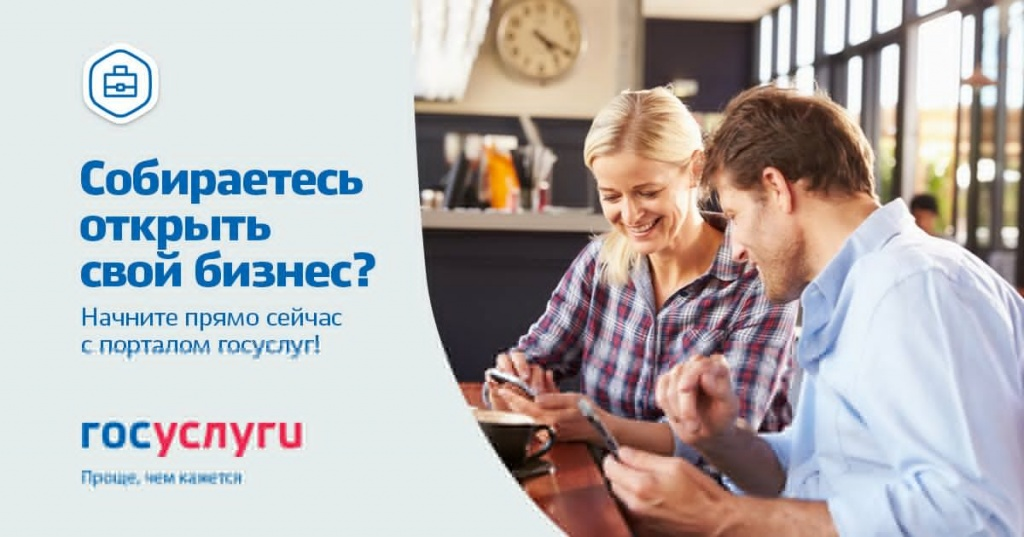 Собираетесь
открыть
свой бизнес?
Начните прямо сейчас
с порталом госуслуг!
госуслуги
Проще, чем кажется